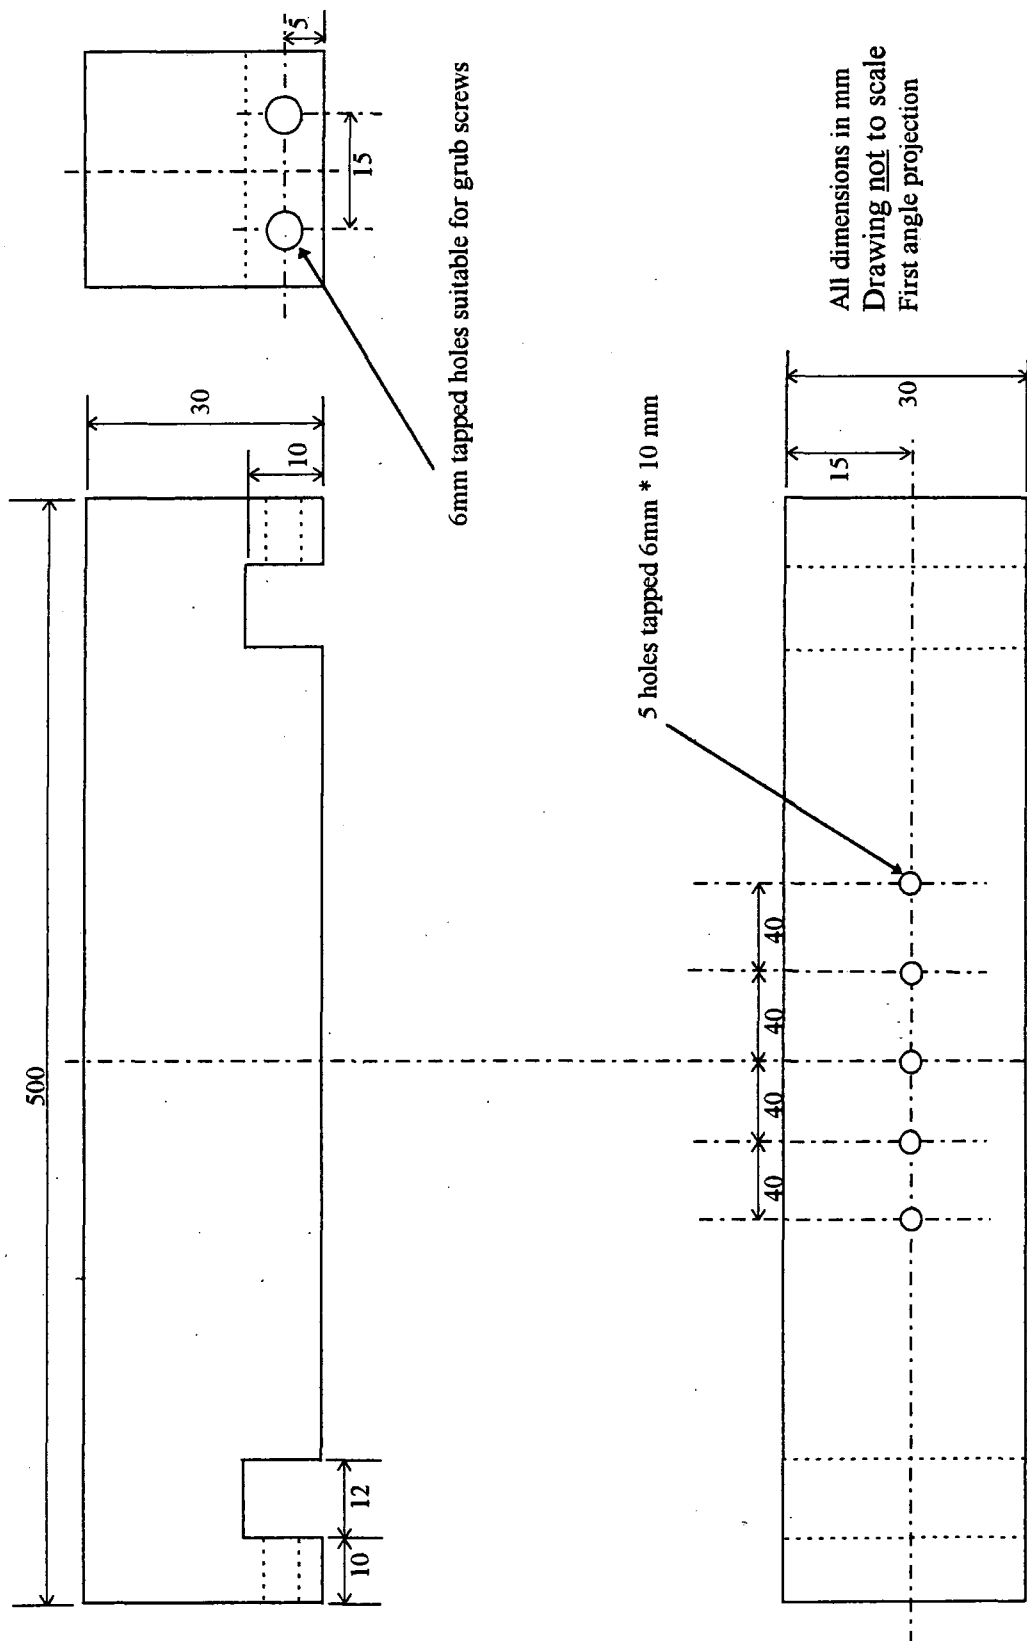 500
30
10
5
15
6mm tapped holes suitable for grub screws
10
12
5 holes tapped 6mm * 10 mm
40
40
40
40
15
30
All dimensions in mm
Drawing not to scale
First angle projection